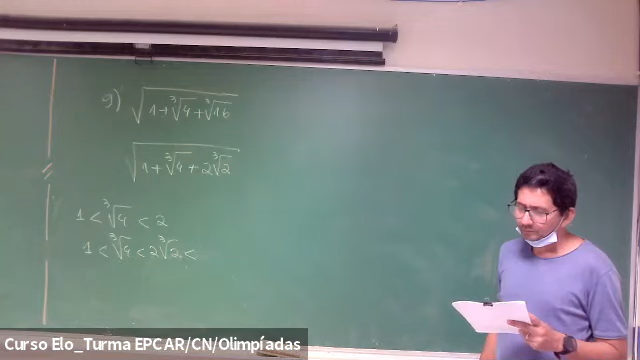 9) √(1+∛4+∛16)
√(1+∛4+2∛2)
1<∛4<2
1<∛4<2∛2<
Curso Elo_Turma EPCAR/CN/Olimpíadas